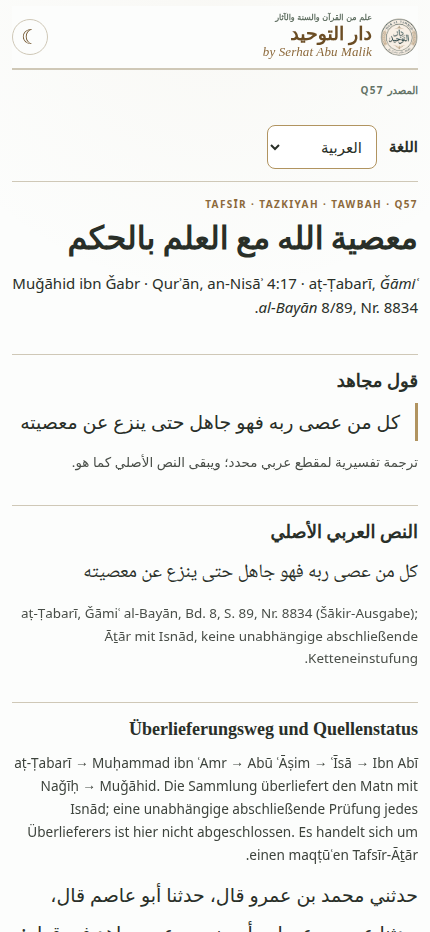 علم من القرآن والسنة والآثار
دار التوحيد
by Serhat Abu Malik
المصدر Q57
اللغة
العربية
TAFSĪR · TAZKIYAH · TAWBAH · Q57
معصية الله مع العلم بالحكم
Muǧāhid ibn Ǧabr · Qurʾān, an-Nisāʾ 4:17 · aṭ-Ṭabarī, Ǧāmiʿ
al-Bayān 8/89, Nr. 8834.
قول مجاهد
كل من عصى ربه فهو جاهل حتى ينزع عن معصيته
ترجمة تفسيرية لمقطع عربي محدد؛ ويبقى النص الأصلي كما هو.
النص العربي الأصلي
كل من عصى ربه فهو جاهل حتى ينزع عن معصيته
aṭ-Ṭabarī, Ǧāmiʿ al-Bayān, Bd. 8, S. 89, Nr. 8834 (Šākir-Ausgabe);
Āṯār mit Isnād, keine unabhängige abschließende
Ketteneinstufung.
Überlieferungsweg und Quellenstatus
aṭ-Ṭabarī → Muḥammad ibn ʿAmr → Abū ʿĀṣim → ʿĪsā → Ibn Abī
Naǧīḥ → Muǧāhid. Die Sammlung überliefert den Matn mit
Isnād; eine unabhängige abschließende Prüfung jedes
Überlieferers ist hier nicht abgeschlossen. Es handelt sich um
einen maqṭūʿen Tafsīr-Āṯār.
حدثني محمد بن عمرو قال، حدثنا أبو عاصم قال،